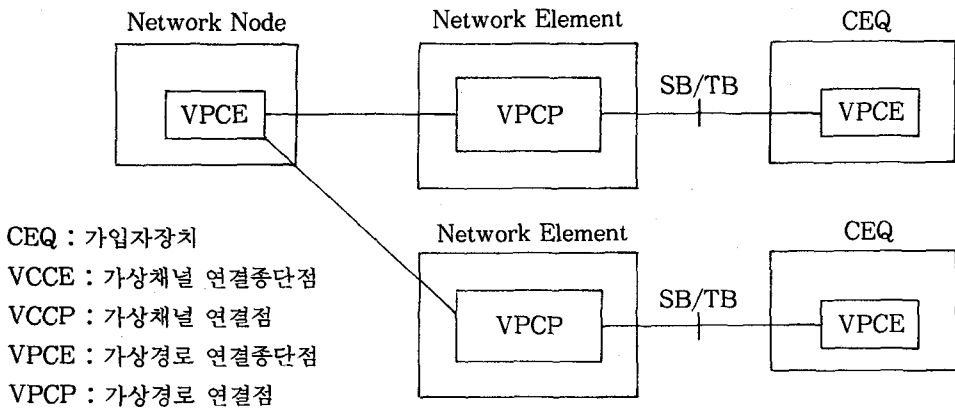 Network Node
Network Element
CEQ
VPCE
VPCP
SB/TB
VPCE
CEQ : 가입자장치
VCCE : 가상채널 연결종단점
VCCP : 가상채널 연결점
VPCE : 가상경로 연결종단점
VPCP : 가상경로 연결점
Network Element
CEQ
VPCP
SB/TB
VPCE